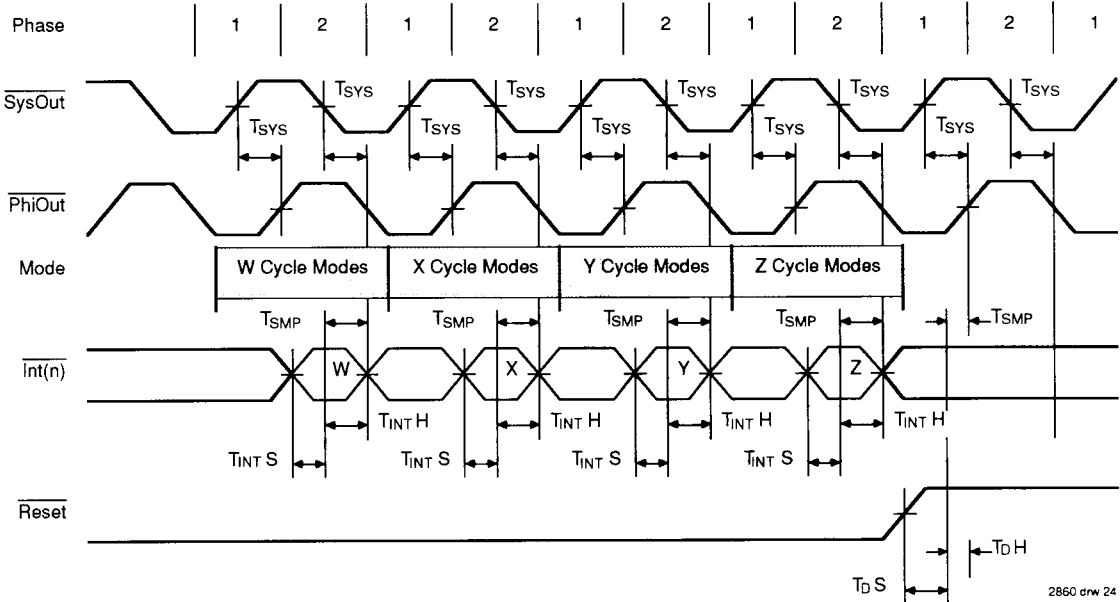 Phase 1 2 1 2 1 2 1 2 1 2 1
SysOut TSYS TSYS TSYS TSYS TSYS
TSYS TSYS TSYS TSYS TSYS
PhiOut
Mode W Cycle Modes X Cycle Modes Y Cycle Modes Z Cycle Modes
TSMP TSMP TSMP TSMP TSMP
Int(n) W X Y Z
TINT H TINT H TINT H TINT H
TINT S TINT S TINT S TINT S
Reset
TD H
TD S
2860 drw 24